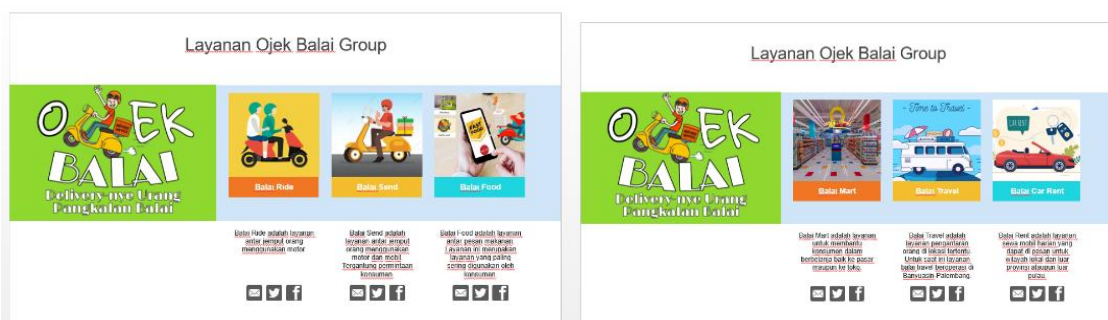 Layanan Ojek Balai Group
OJEK
BALAI
Delivery-nye Urang
Pangkalan Balai
Balai Ride
Balai Send
FAST
FOOD
Balai Food
Balai Ride adalah layanan
antar jemput orang
menggunakan motor
Balai Send adalah
layanan antar jemput
orang menggunakan
motor dan mobil
Tergantung permintaan
konsumen
Balai Food adalah layanan
antar pesan makanan.
Layanan ini merupakan
layanan yang paling
sering digunakan oleh
konsumen
Layanan Ojek Balai Group
OJEK
BALAI
Delivery-nye Urang
Pangkalan Balai
Balai Mart
- Time to Travel -
Balai Travel
CAR RENT
Balai Car Rent
Balai Mart adalah layanan
untuk membantu
konsumen dalam
berbelanja baik ke pasar
maupun ke toko.
Balai Travel adalah
layanan pengantaran
orang di lokasi tertentu.
Untuk saat ini layanan
balai travel beroperasi di
Banyuasin-Palembang.
Balai Rent adalah layanan
sewa mobil harian yang
dapat di pesan untuk
wilayah lokal dan luar
provinsi ataupun luar
pulau.